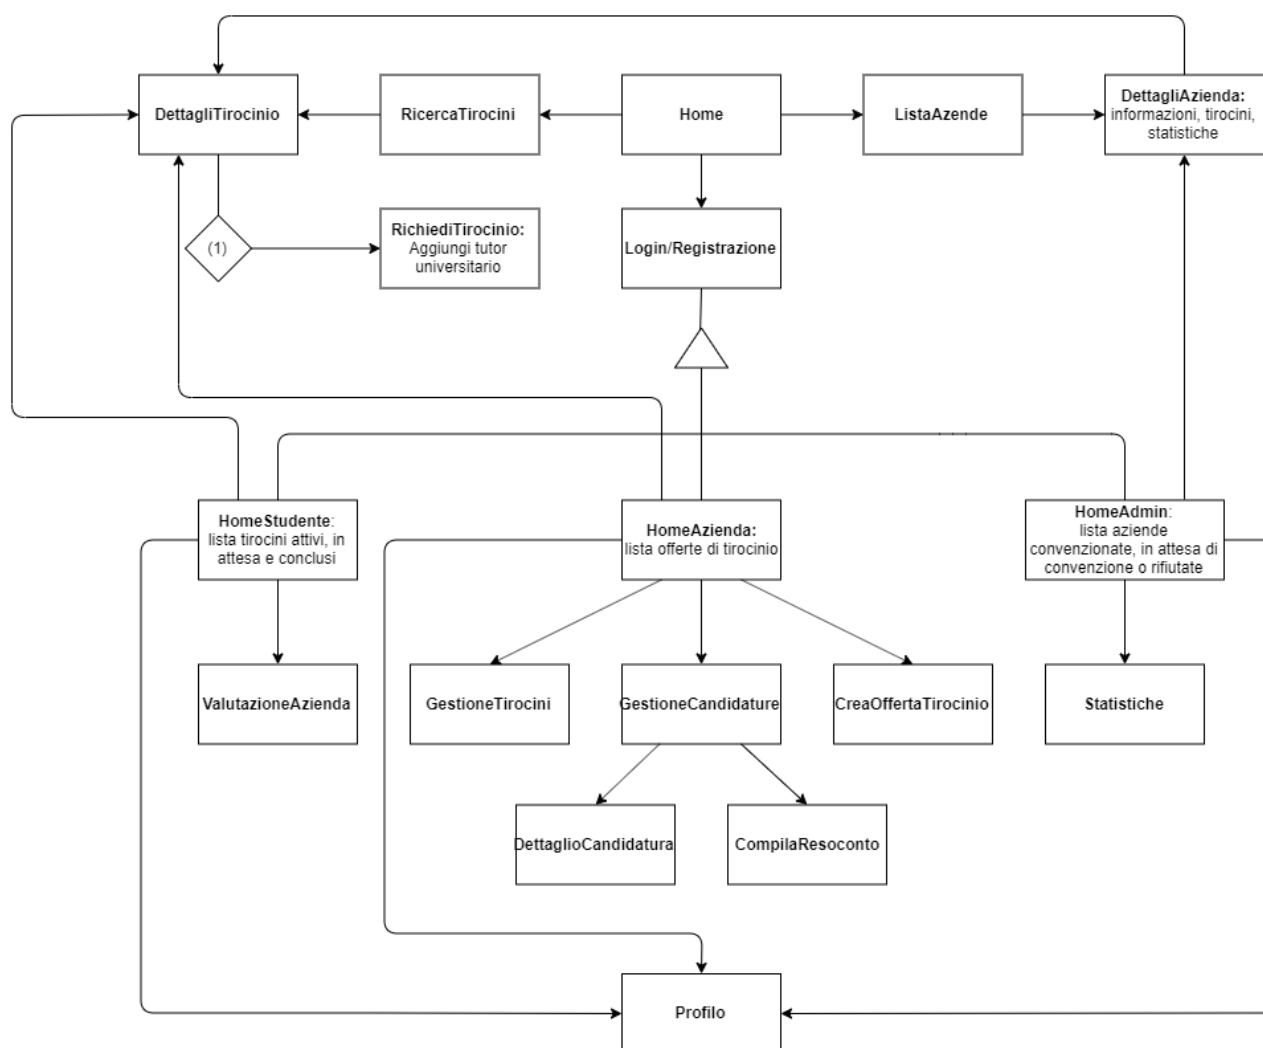 DettagliTirocinio
RicercaTirocini
Home
ListaAzende
DettagliAzienda:
informazioni, tirocini,
statistiche
(1)
RichiediTirocinio:
Aggiungi tutor
universitario
Login/Registrazione
HomeStudente:
lista tirocini attivi, in
attesa e conclusi
HomeAzienda:
lista offerte di tirocinio
HomeAdmin:
lista aziende
convenzionate, in attesa di
convenzione o rifiutate
ValutazioneAzienda
GestioneTirocini
GestioneCandidature
CreaOffertaTirocinio
Statistiche
DettaglioCandidatura
CompilaResoconto
Profilo